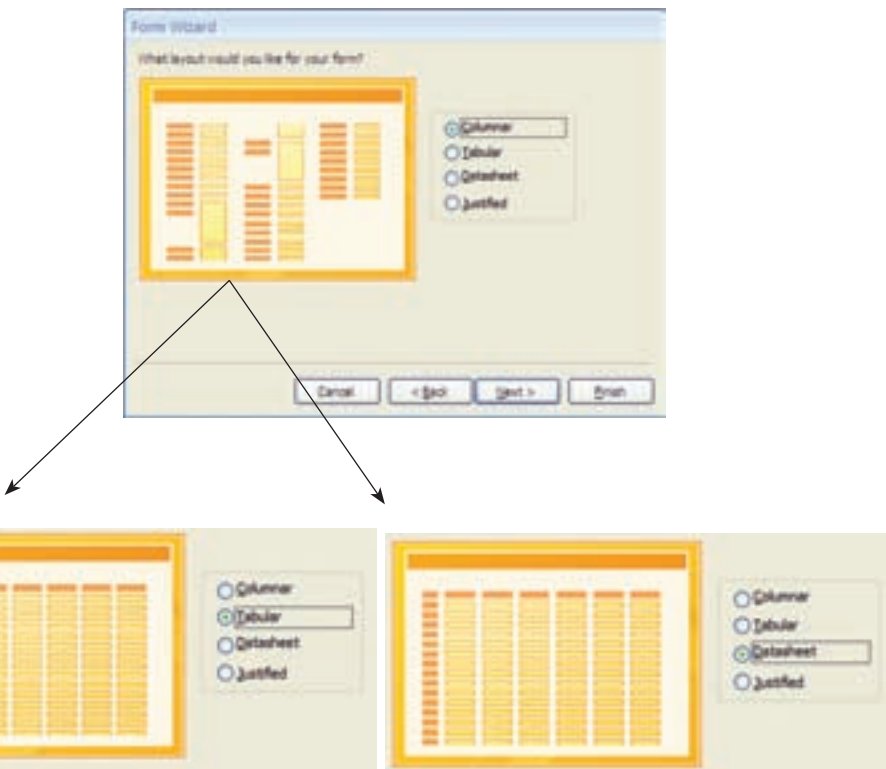 Form Wizard
What layout would you like for your form?
Columnar
Tabular
Datasheet
Justified
Cancel
< Back
Next >
Finish
Columnar
Tabular
Datasheet
Justified
Columnar
Tabular
Datasheet
Justified